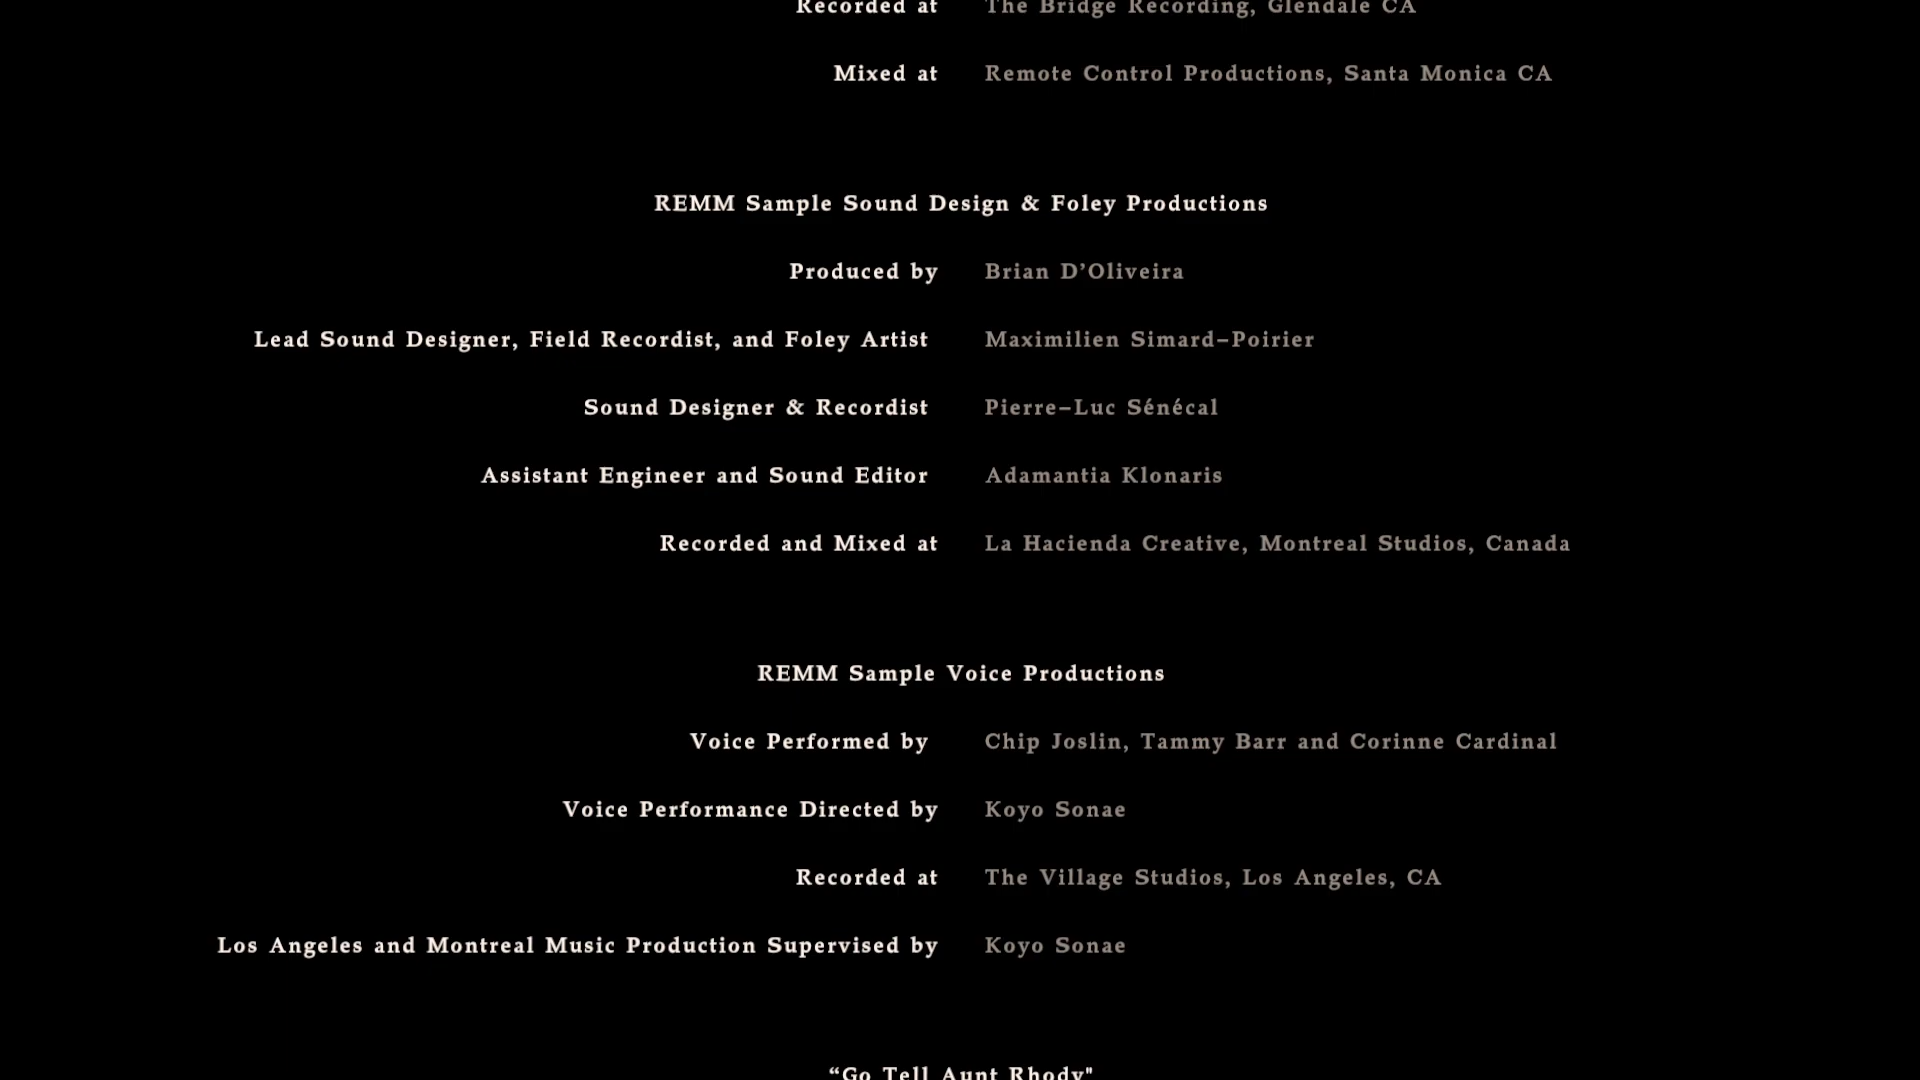 Recorded at The Bridge Recording, Glendale CA
Mixed at Remote Control Productions, Santa Monica CA
REMM Sample Sound Design & Foley Productions
Produced by Brian D’Oliveira
Lead Sound Designer, Field Recordist, and Foley Artist Maximilien Simard–Poirier
Sound Designer & Recordist Pierre–Luc Sénécal
Assistant Engineer and Sound Editor Adamantia Klonaris
Recorded and Mixed at La Hacienda Creative, Montreal Studios, Canada
REMM Sample Voice Productions
Voice Performed by Chip Joslin, Tammy Barr and Corinne Cardinal
Voice Performance Directed by Koyo Sonae
Recorded at The Village Studios, Los Angeles, CA
Los Angeles and Montreal Music Production Supervised by Koyo Sonae
“Go Tell Aunt Rhody"